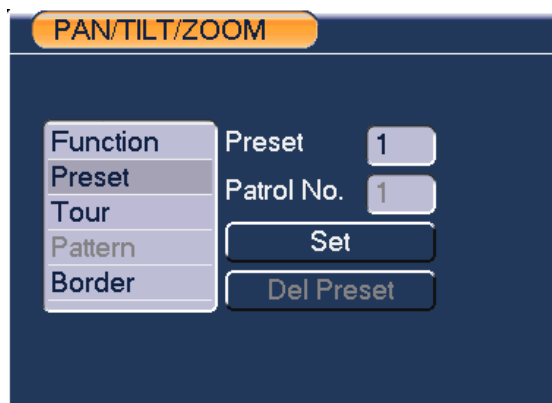 PAN/TILT/ZOOM
Function
Preset
Tour
Pattern
Border
Preset 1
Patrol No. 1
Set
Del Preset